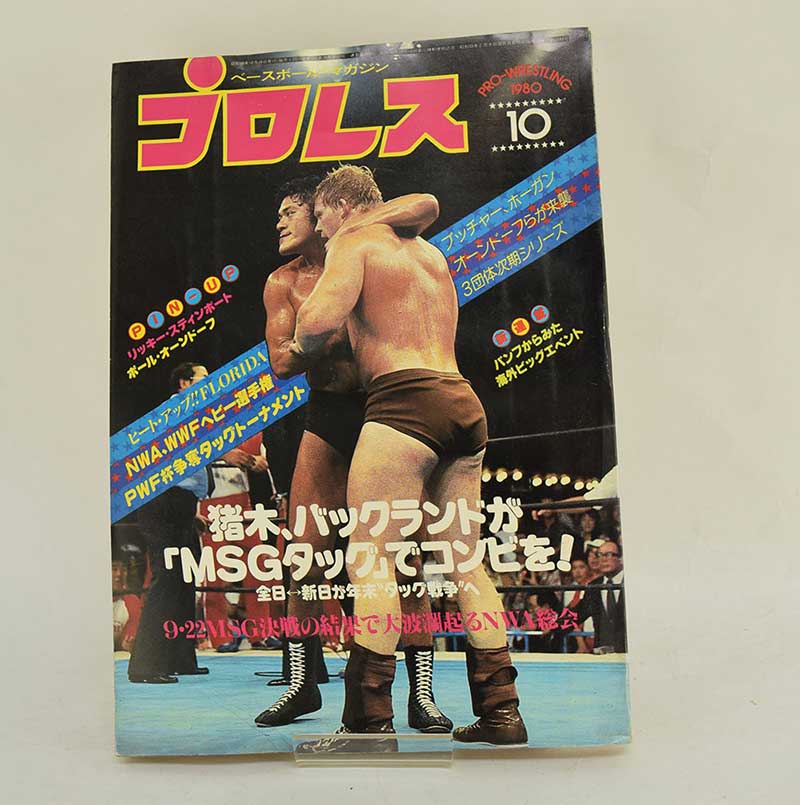 ベースボール・マガジン
プロレス
PRO-WRESTLING
1980
10
ブッチャー、ホーガン
オーンドーフらが来襲
3団体次期シリーズ
PIN-UP
リッキー・スティムボート
ポール・オーンドーフ
新連載
パンフからみた
海外ビッグエベント
ヒート・アップ!!FLORIDA
NWA、WWFヘビー選手権
PWF杯争奪タッグトーナメント
猪木、バックランドが
「MSGタッグ」でコンビを!
全日↔新日が年末“タッグ戦争”へ
9・22MSG決戦の結果で大波瀾起るNWA総会